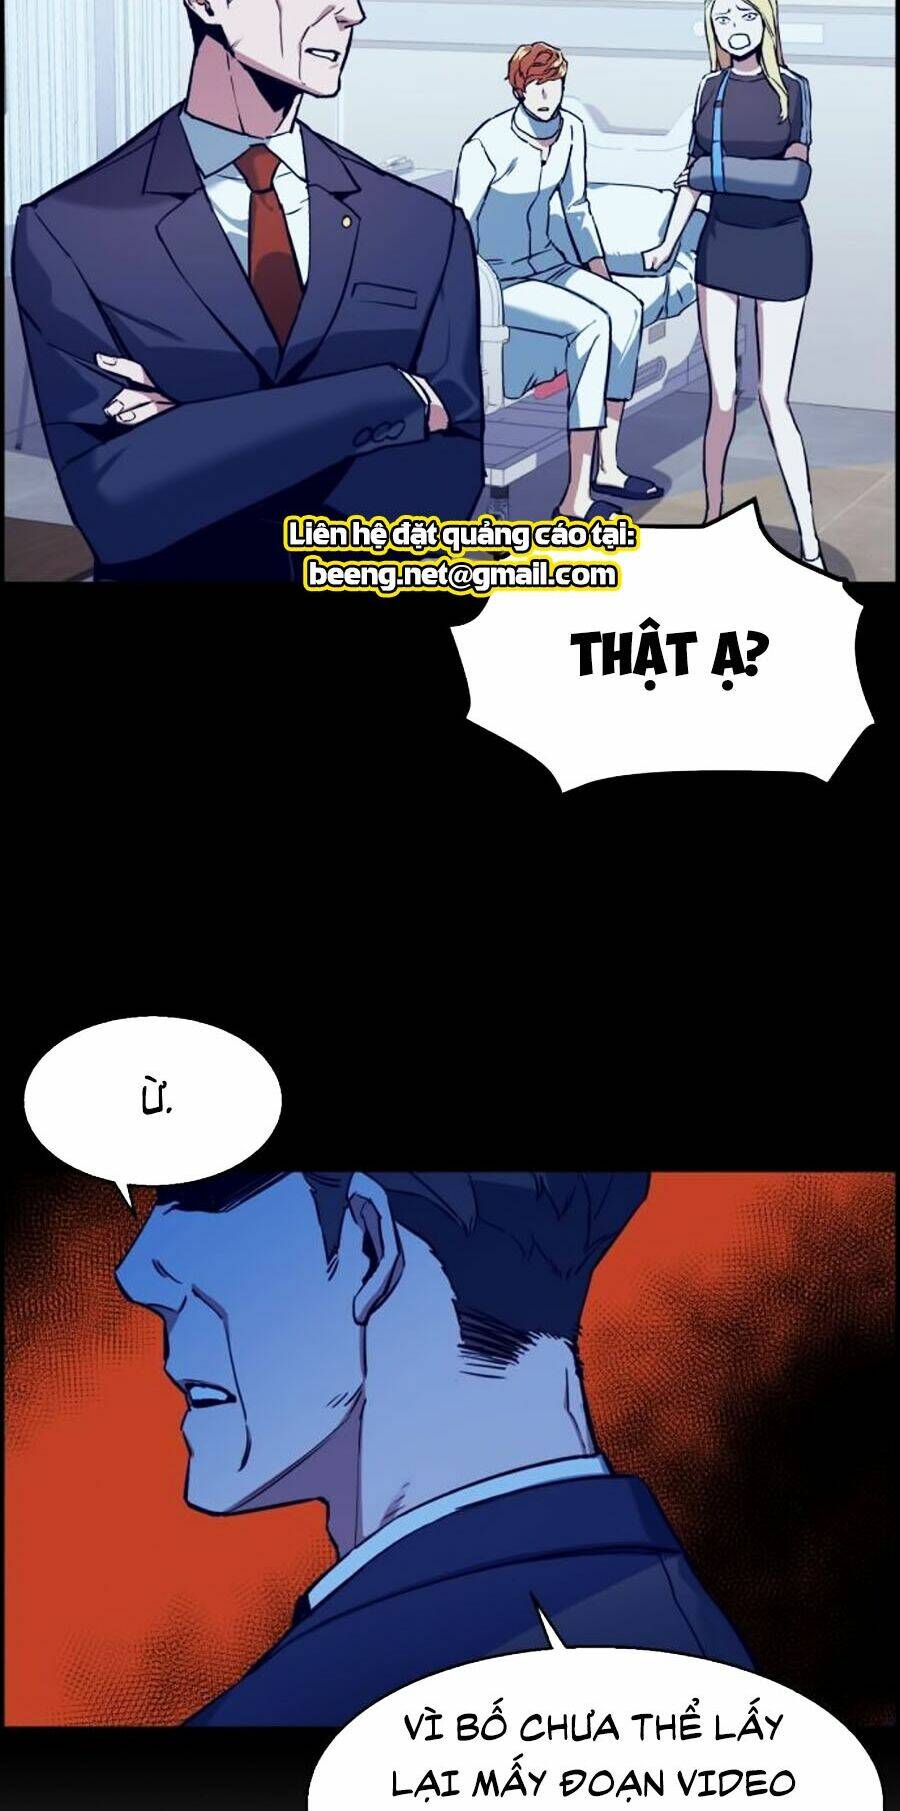 Liên hệ đặt quảng cáo tại:
beeng.net@gmail.com
THẬT Ạ?
Ừ.
VÌ BỐ CHƯA THỂ LẤY
LẠI MẤY ĐOẠN VIDEO